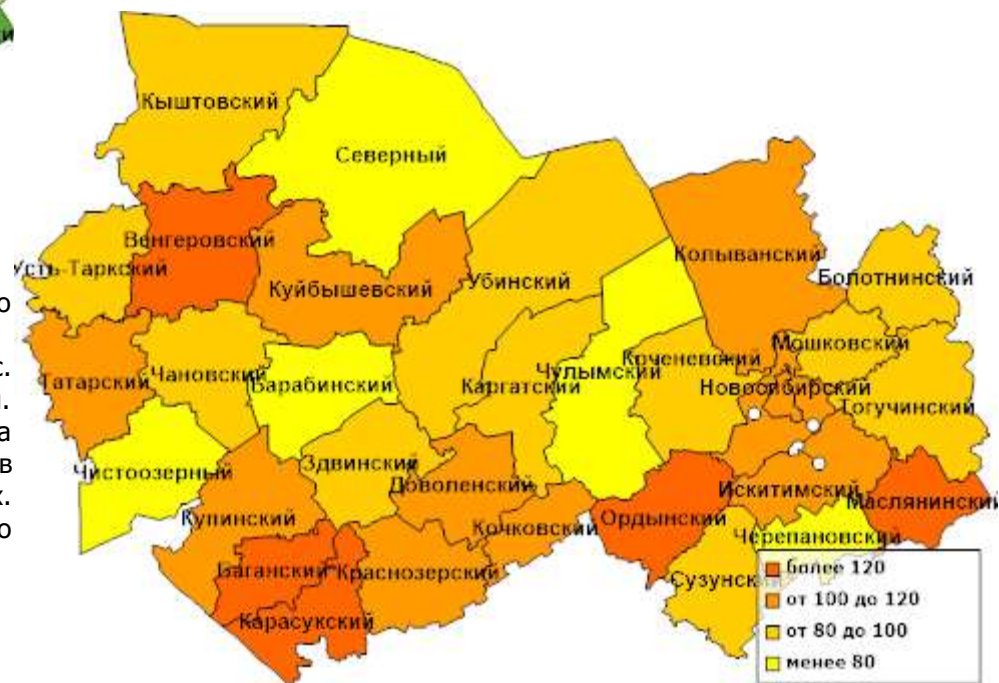 и
Кыштовский
Северный
Венгеровский
Усть-Таркский
Куйбышевский
Убинский
Колыванский
Болотнинский
о
с.
а
в
х.
о
Татарский
Чановский
Барабинский
Каргатский
Чулымский
Коченевский
Мошковский
Новосибирский
Тогучинский
Чистоозерный
Здвинский
Доволенский
Купинский
Кочковский
Ордынский
Искитимский
Маслянинский
Черепановский
Баганский
Краснозерский
Сузунский
Карасукский
более 120
от 100 до 120
от 80 до 100
менее 80